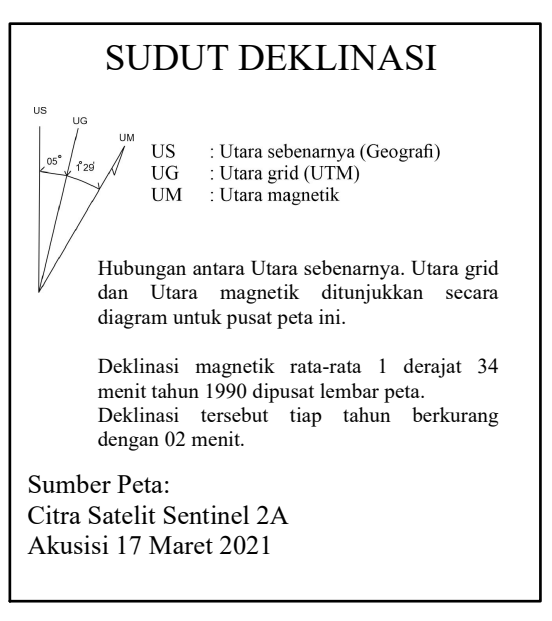 SUDUT DEKLINASI
US
UG
UM
05°
1°29'
US : Utara sebenarnya (Geografi)
UG : Utara grid (UTM)
UM : Utara magnetik
Hubungan antara Utara sebenarnya. Utara grid
dan Utara magnetik ditunjukkan secara
diagram untuk pusat peta ini.
Deklinasi magnetik rata-rata 1 derajat 34
menit tahun 1990 dipusat lembar peta.
Deklinasi tersebut tiap tahun berkurang
dengan 02 menit.
Sumber Peta:
Citra Satelit Sentinel 2A
Akusisi 17 Maret 2021